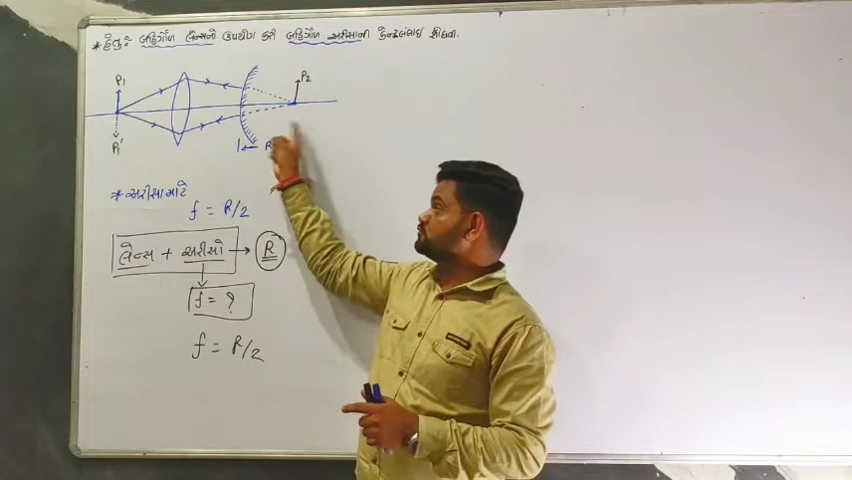 * હેતુ : બહિર્ગોળ લેન્સનો ઉપયોગ કરી બહિર્ગોળ અરીસાની કેન્દ્રલંબાઈ શોધવી.
P1 P2
P1'
R
* અરીસા માટે
f = R/2
લેન્સ + અરીસો → R
f = ?
f = R/2